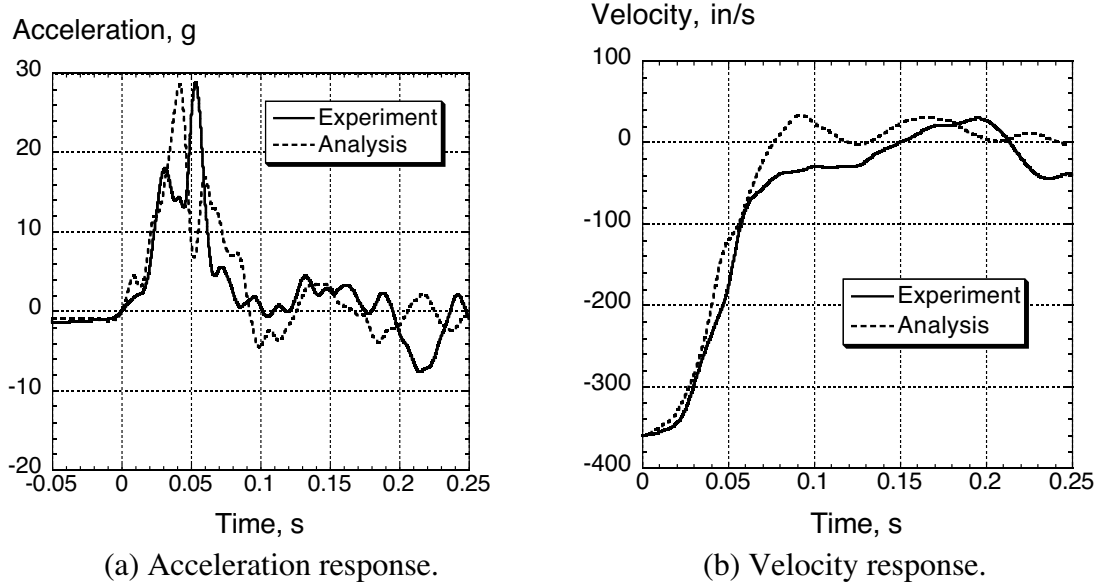 Acceleration, g
30
20
10
0
-10
-20
-0.05 0 0.05 0.1 0.15 0.2 0.25
Experiment
Analysis
Time, s
(a) Acceleration response.
Velocity, in/s
100
0
-100
-200
-300
-400
0 0.05 0.1 0.15 0.2 0.25
Experiment
Analysis
Time, s
(b) Velocity response.